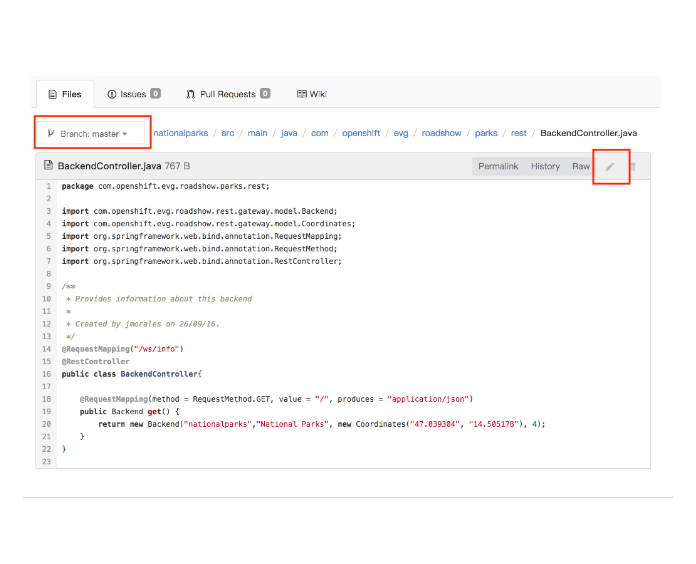 Files Issues 0 Pull Requests 0 Wiki
Branch: master nationalparks / src / main / java / com / openshift / evg / roadshow / parks / rest / BackendController.java
BackendController.java 767 B Permalink History Raw
1 package com.openshift.evg.roadshow.parks.rest;
2
3 import com.openshift.evg.roadshow.rest.gateway.model.Backend;
4 import com.openshift.evg.roadshow.rest.gateway.model.Coordinates;
5 import org.springframework.web.bind.annotation.RequestMapping;
6 import org.springframework.web.bind.annotation.RequestMethod;
7 import org.springframework.web.bind.annotation.RestController;
8
9 /**
10 * Provides information about this backend
11 *
12 * Created by jmorales on 26/09/16.
13 */
14 @RequestMapping("/ws/info")
15 @RestController
16 public class BackendController{
17
18 @RequestMapping(method = RequestMethod.GET, value = "/", produces = "application/json")
19 public Backend get() {
20 return new Backend("nationalparks","National Parks", new Coordinates("47.039304", "14.505178"), 4);
21 }
22 }
23